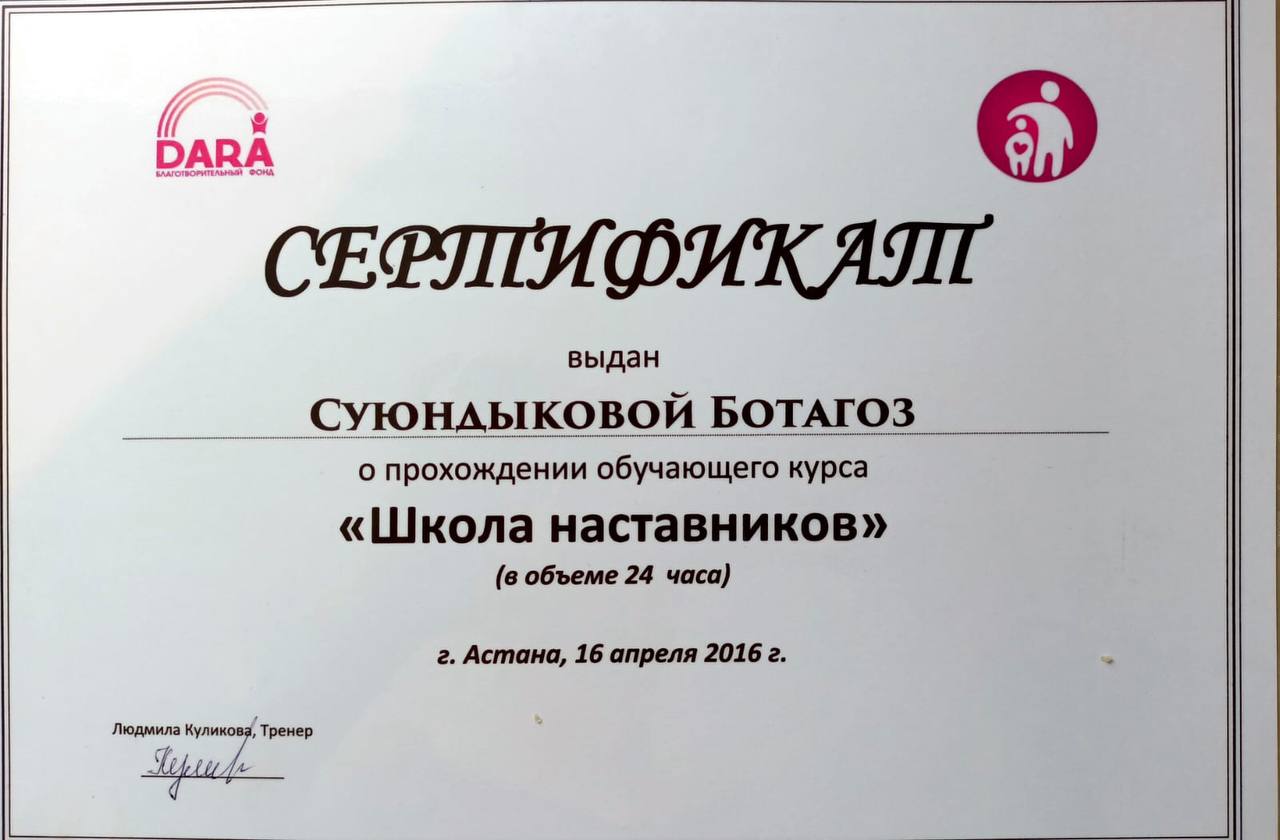 DARA
БЛАГОТВОРИТЕЛЬНЫЙ ФОНД
СЕРТИФИКАТ
выдан
Суюндыковой Ботагоз
о прохождении обучающего курса
«Школа наставников»
(в объеме 24 часа)
г. Астана, 16 апреля 2016 г.
Людмила Куликова, Тренер